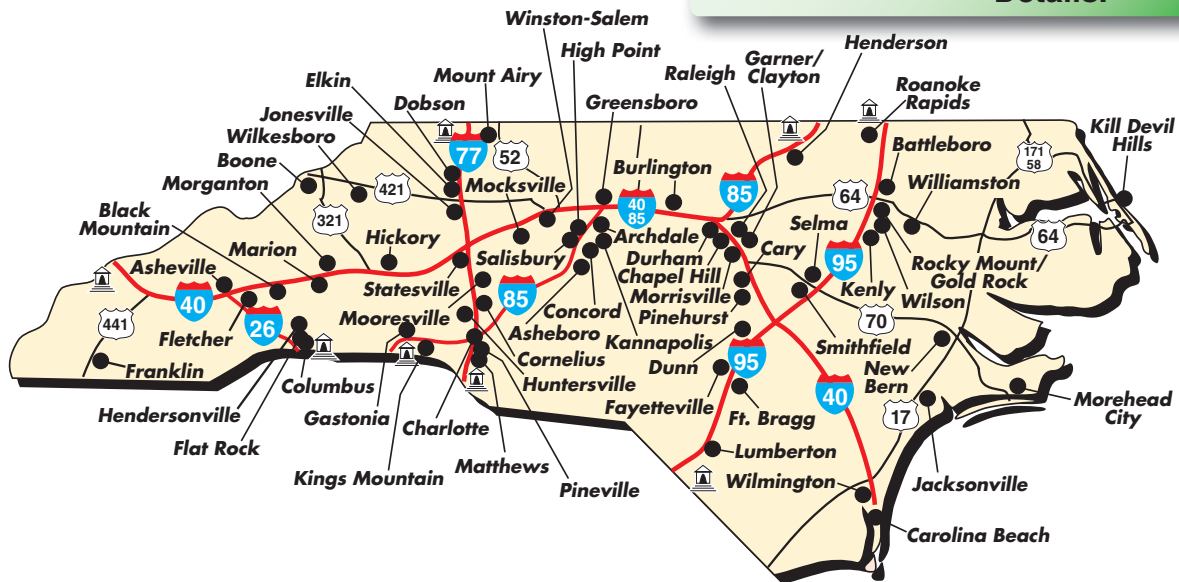 Details.
Winston-Salem
High Point
Henderson
Garner/
Clayton
Raleigh
Elkin
Mount Airy
Greensboro
Roanoke
Rapids
Dobson
Jonesville
Wilkesboro
Boone
Morganton
Black
Mountain
Kill Devil
Hills
77
52
Burlington
Battleboro
171
58
421
Mocksville
85
64
Williamston
321
40
85
Marion
Hickory
Archdale
Selma
64
Asheville
Salisbury
Durham
Cary
Chapel Hill
95
Rocky Mount/
Gold Rock
40
Statesville
85
Morrisville
Kenly
Wilson
441
26
Mooresville
Concord
Pinehurst
70
Fletcher
Asheboro
Kannapolis
Smithfield
Franklin
Columbus
Cornelius
Dunn
95
New
Bern
Huntersville
40
Hendersonville
Gastonia
Fayetteville
Ft. Bragg
17
Morehead
City
Flat Rock
Charlotte
Kings Mountain
Matthews
Lumberton
Pineville
Wilmington
Jacksonville
Carolina Beach